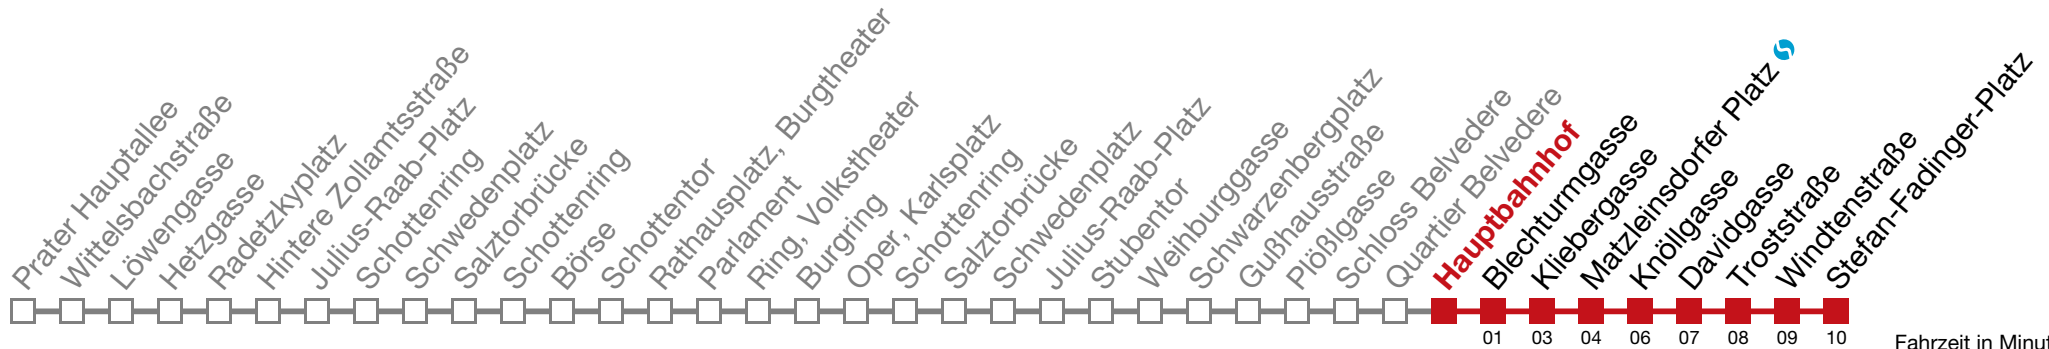 Prater Hauptallee
Wittelsbachstraße
Löwengasse
Hetzgasse
Radetzkyplatz
Hintere Zollamtsstraße
Julius-Raab-Platz
Schottenring
Schwedenplatz
Salztorbrücke
Schottenring
Börse
Schottentor
Rathausplatz, Burgtheater
Parlament
Ring, Volkstheater
Burgring
Oper, Karlsplatz
Schottenring
Salztorbrücke
Schwedenplatz
Julius-Raab-Platz
Stubentor
Weihburggasse
Schwarzenbergplatz
Gußhausstraße
Plößlgasse
Schloss Belvedere
Quartier Belvedere
Hauptbahnhof
Blechturmgasse
Kliebergasse
Matzleinsdorfer Platz
Knöllgasse
Davidgasse
Troststraße
Windtenstraße
Stefan-Fadinger-Platz
01 03 04 06 07 08 09 10
Fahrzeit in Minut